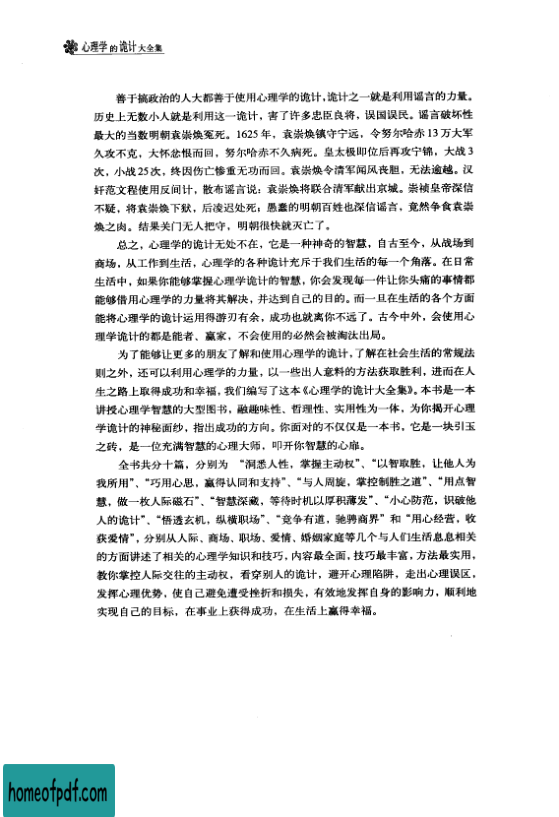 心理学的诡计大全集
善于搞政治的人大都善于使用心理学的诡计，诡计之一就是利用谣言的力量。
历史上无数小人就是利用这一诡计，害了许多忠臣良将，误国误民。谣言破坏性
最大的当数明朝袁崇焕冤死。1625年，袁崇焕镇守宁远，令努尔哈赤13万大军
久攻不克，大怀忿恨而回，努尔哈赤不久病死。皇太极即位后再攻宁锦，大战3
次，小战25次，终因伤亡惨重无功而回。袁崇焕令清军闻风丧胆，无法逾越。汉
奸范文程使用反间计，散布谣言说：袁崇焕将联合清军献出京城。崇祯皇帝深信
不疑，将袁崇焕下狱，后凌迟处死；愚蠢的明朝百姓也深信谣言，竟然争食袁崇
焕之肉。结果关门无人把守，明朝很快就灭亡了。
总之，心理学的诡计无处不在，它是一种神奇的智慧，自古至今，从战场到
商场，从工作到生活，心理学的各种诡计充斥于我们生活的每一个角落。在日常
生活中，如果你能够掌握心理学诡计的智慧，你会发现每一件让你头痛的事情都
能够借用心理学的力量将其解决，并达到自己的目的。而一旦在生活的各个方面
能将心理学的诡计运用得游刃有余，成功也就离你不远了。古今中外，会使用心
理学诡计的都是能者、赢家，不会使用的必然会被淘汰出局。
为了能够让更多的朋友了解和使用心理学的诡计，了解在社会生活的常规法
则之外，还可以利用心理学的力量，以一些出人意料的方法获取胜利，进而在人
生之路上取得成功和幸福，我们编写了这本《心理学的诡计大全集》。本书是一本
讲授心理学智慧的大型图书，融趣味性、哲理性、实用性为一体，为你揭开心理
学诡计的神秘面纱，指出成功的方向。你面对的不仅仅是一本书，它是一块引玉
之砖，是一位充满智慧的心理大师，叩开你智慧的心扉。
全书共分十篇，分别为“洞悉人性，掌握主动权”、“以智取胜，让他人为
我所用”、“巧用心思，赢得认同和支持”、“与人周旋，掌控制胜之道”、“用点智
慧，做一枚人际磁石”、“智慧深藏，等待时机以厚积薄发”、“小心防范，识破他
人的诡计”、“悟透玄机，纵横职场”、“竞争有道，驰骋商界”和“用心经营，收
获爱情”，分别从人际、商场、职场、爱情、婚姻家庭等几个与人们生活息息相关
的方面讲述了相关的心理学知识和技巧，内容最全面，技巧最丰富，方法最实用，
教你掌控人际交往的主动权，看穿别人的诡计，避开心理陷阱，走出心理误区，
发挥心理优势，使自己避免遭受挫折和损失，有效地发挥自身的影响力，顺利地
实现自己的目标，在事业上获得成功，在生活上赢得幸福。
homeofpdf.com